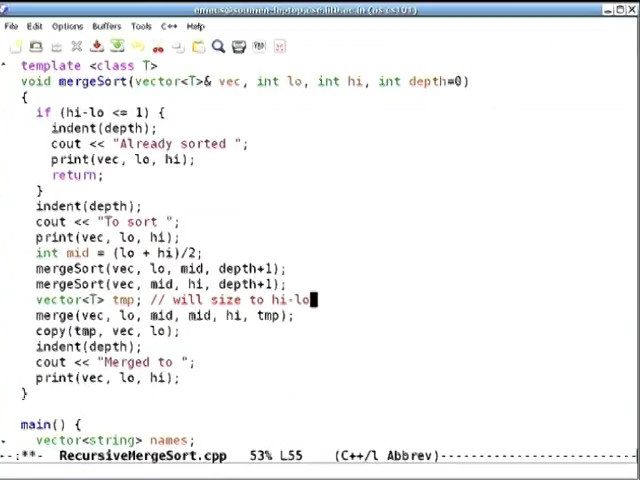 File Edit Options Buffers Tools C++ Help
template <class T>
void mergeSort(vector<T>& vec, int lo, int hi, int depth=0)
{
if (hi-lo <= 1) {
indent(depth);
cout << "Already sorted ";
print(vec, lo, hi);
return;
}
indent(depth);
cout << "To sort ";
print(vec, lo, hi);
int mid = (lo + hi)/2;
mergeSort(vec, lo, mid, depth+1);
mergeSort(vec, mid, hi, depth+1);
vector<T> tmp; // will size to hi-lo
merge(vec, lo, mid, mid, hi, tmp);
copy(tmp, vec, lo);
indent(depth);
cout << "Merged to ";
print(vec, lo, hi);
}
main() {
vector<string> names;
--:**- RecursiveMergeSort.cpp 53% L55 (C++/l Abbrev)-----------------------